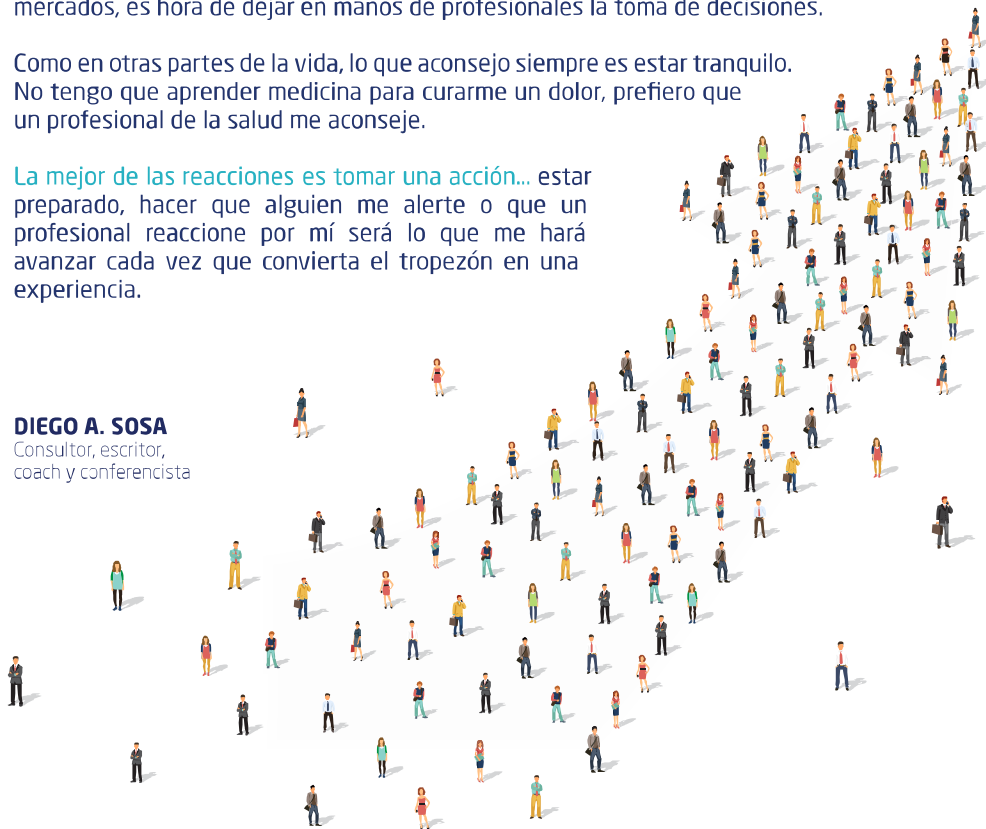 mercados, es hora de dejar en manos de profesionales la toma de decisiones.
Como en otras partes de la vida, lo que aconsejo siempre es estar tranquilo.
No tengo que aprender medicina para curarme un dolor, prefiero que
un profesional de la salud me aconseje.
La mejor de las reacciones es tomar una acción... estar
preparado, hacer que alguien me alerte o que un
profesional reaccione por mí será lo que me hará
avanzar cada vez que convierta el tropezón en una
experiencia.
DIEGO A. SOSA
Consultor, escritor,
coach y conferencista